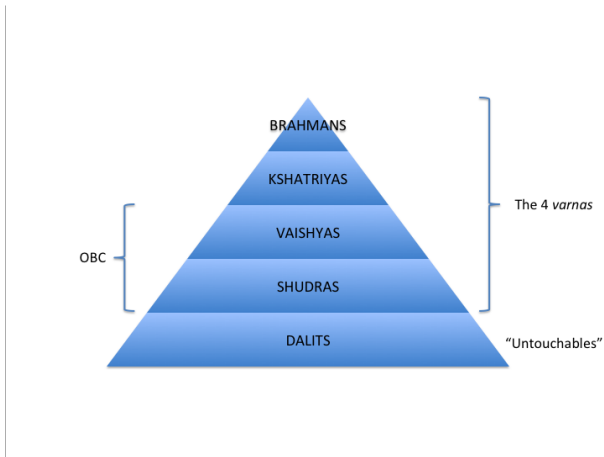 BRAHMANS
KSHATRIYAS
The 4 varnas
VAISHYAS
OBC
SHUDRAS
DALITS
“Untouchables”